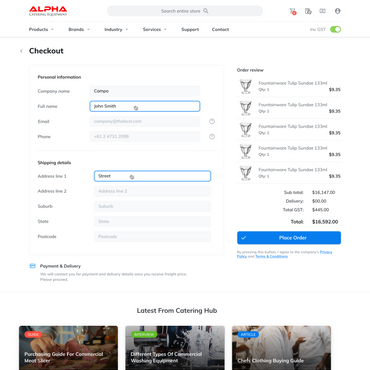 ALPHA
CATERING EQUIPMENT
Search entire store
Products
Brands
Industry
Services
Support
Contact
Inc GST
Checkout
Personal information
Company name
Compo
Full name
John Smith
Email
company@theboat.com
Phone
+61 3 4711 2009
Shipping details
Address line 1
Street
Address line 2
Address line 2
Suburb
Suburb
State
State
Postcode
Postcode
Payment & Delivery
We will contact you for payment and delivery details once you receive freight price.
Please proceed.
Order review
Fountainware Tulip Sundae 133ml
Qty: 1
$9.35
Fountainware Tulip Sundae 133ml
Qty: 1
$9.35
Fountainware Tulip Sundae 133ml
Qty: 1
$9.35
Fountainware Tulip Sundae 133ml
Qty: 1
$9.35
Fountainware Tulip Sundae 133ml
Qty: 1
$9.35
Sub total:
$16,147.00
Delivery:
$00.00
Total GST:
$445.00
Total:
$16,592.00
Place Order
By pressing this button, I agree to the company's Privacy
Policy and Terms & Conditions
Latest From Catering Hub
GUIDE
Purchasing Guide For Commercial
Meat Slicer
INTERVIEW
Different Types Of Commercial
Washing Equipment
ARTICLE
Chefs Clothing Buying Guide